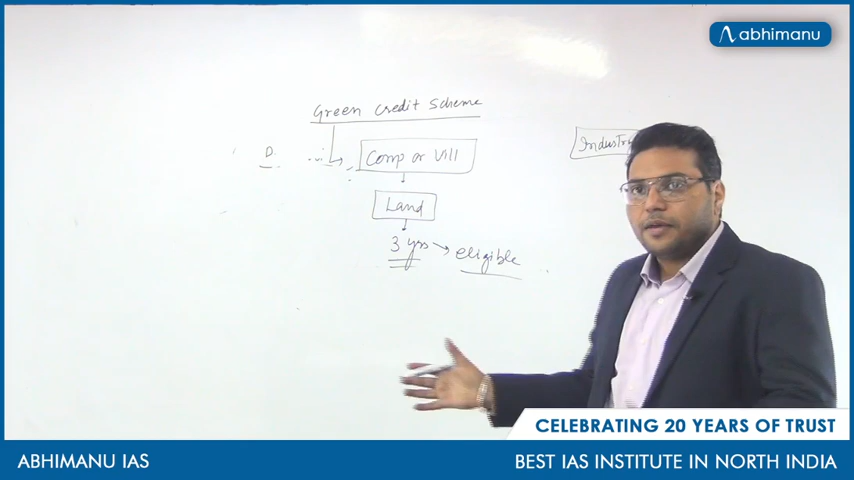 abhimanu
Green Credit Scheme
D.
Comp or Vill
Industry
Land
3 yrs
eligible
CELEBRATING 20 YEARS OF TRUST
ABHIMANU IAS
BEST IAS INSTITUTE IN NORTH INDIA